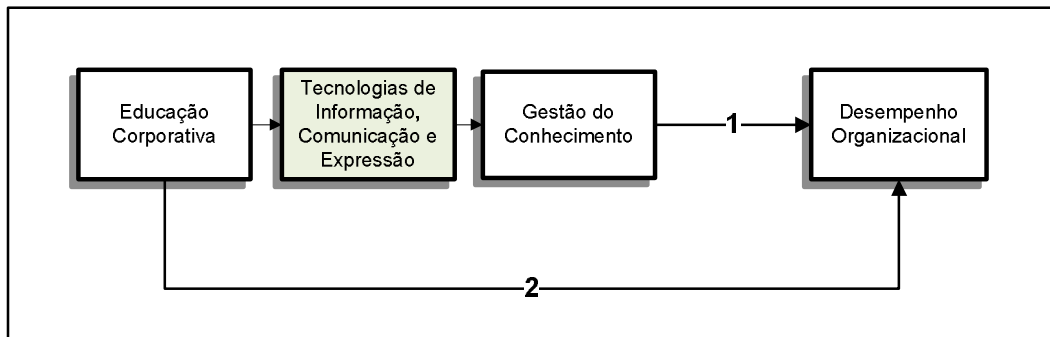 Educação
Corporativa
Tecnologias de
Informação,
Comunicação e
Expressão
Gestão do
Conhecimento
1
Desempenho
Organizacional
2